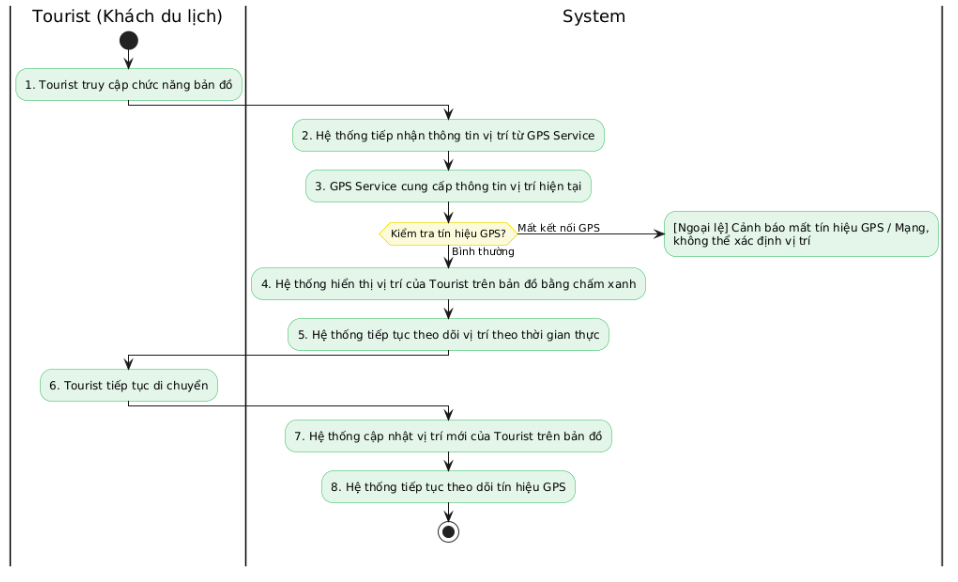 Tourist (Khách du lịch)
System
1. Tourist truy cập chức năng bản đồ
2. Hệ thống tiếp nhận thông tin vị trí từ GPS Service
3. GPS Service cung cấp thông tin vị trí hiện tại
Kiểm tra tín hiệu GPS?
Mất kết nối GPS
[Ngoại lệ] Cảnh báo mất tín hiệu GPS / Mạng,
không thể xác định vị trí
Bình thường
4. Hệ thống hiển thị vị trí của Tourist trên bản đồ bằng chấm xanh
5. Hệ thống tiếp tục theo dõi vị trí theo thời gian thực
6. Tourist tiếp tục di chuyển
7. Hệ thống cập nhật vị trí mới của Tourist trên bản đồ
8. Hệ thống tiếp tục theo dõi tín hiệu GPS